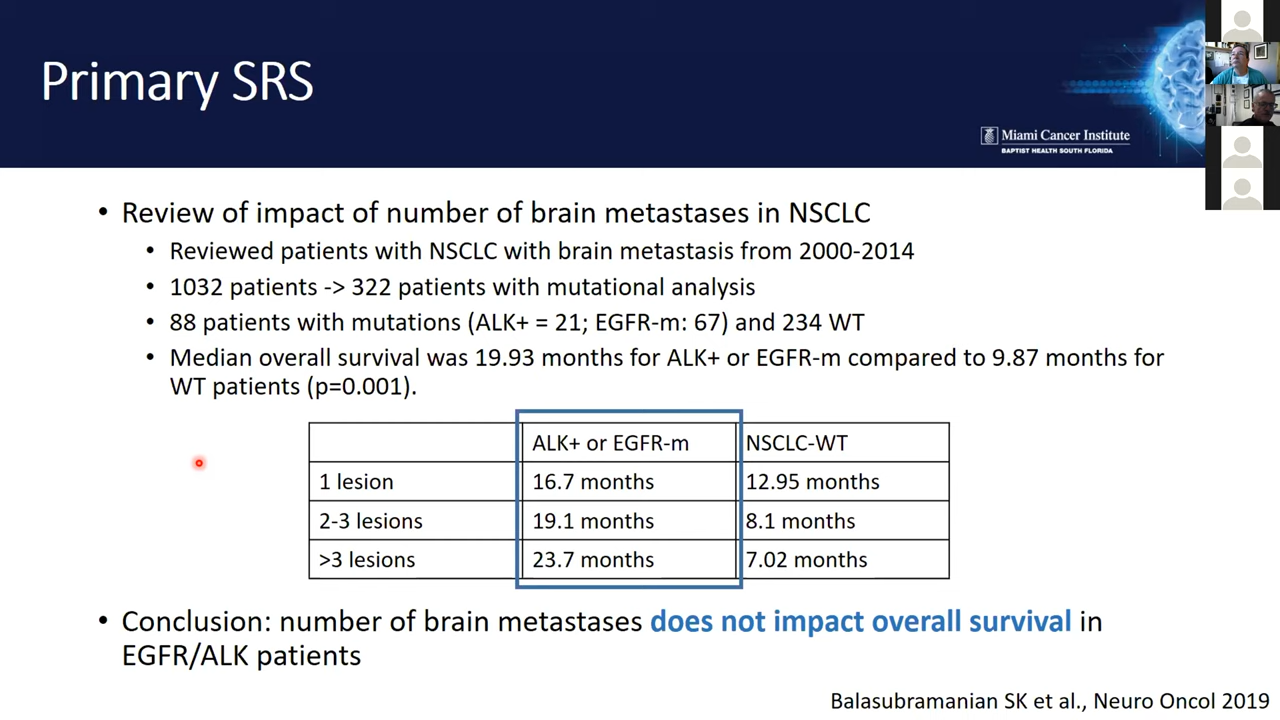 Primary SRS
Miami Cancer Institute
BAPTIST HEALTH SOUTH FLORIDA
• Review of impact of number of brain metastases in NSCLC
• Reviewed patients with NSCLC with brain metastasis from 2000-2014
• 1032 patients -> 322 patients with mutational analysis
• 88 patients with mutations (ALK+ = 21; EGFR-m: 67) and 234 WT
• Median overall survival was 19.93 months for ALK+ or EGFR-m compared to 9.87 months for
WT patients (p=0.001).
ALK+ or EGFR-m NSCLC-WT
1 lesion 16.7 months 12.95 months
2-3 lesions 19.1 months 8.1 months
>3 lesions 23.7 months 7.02 months
• Conclusion: number of brain metastases does not impact overall survival in
EGFR/ALK patients
Balasubramanian SK et al., Neuro Oncol 2019